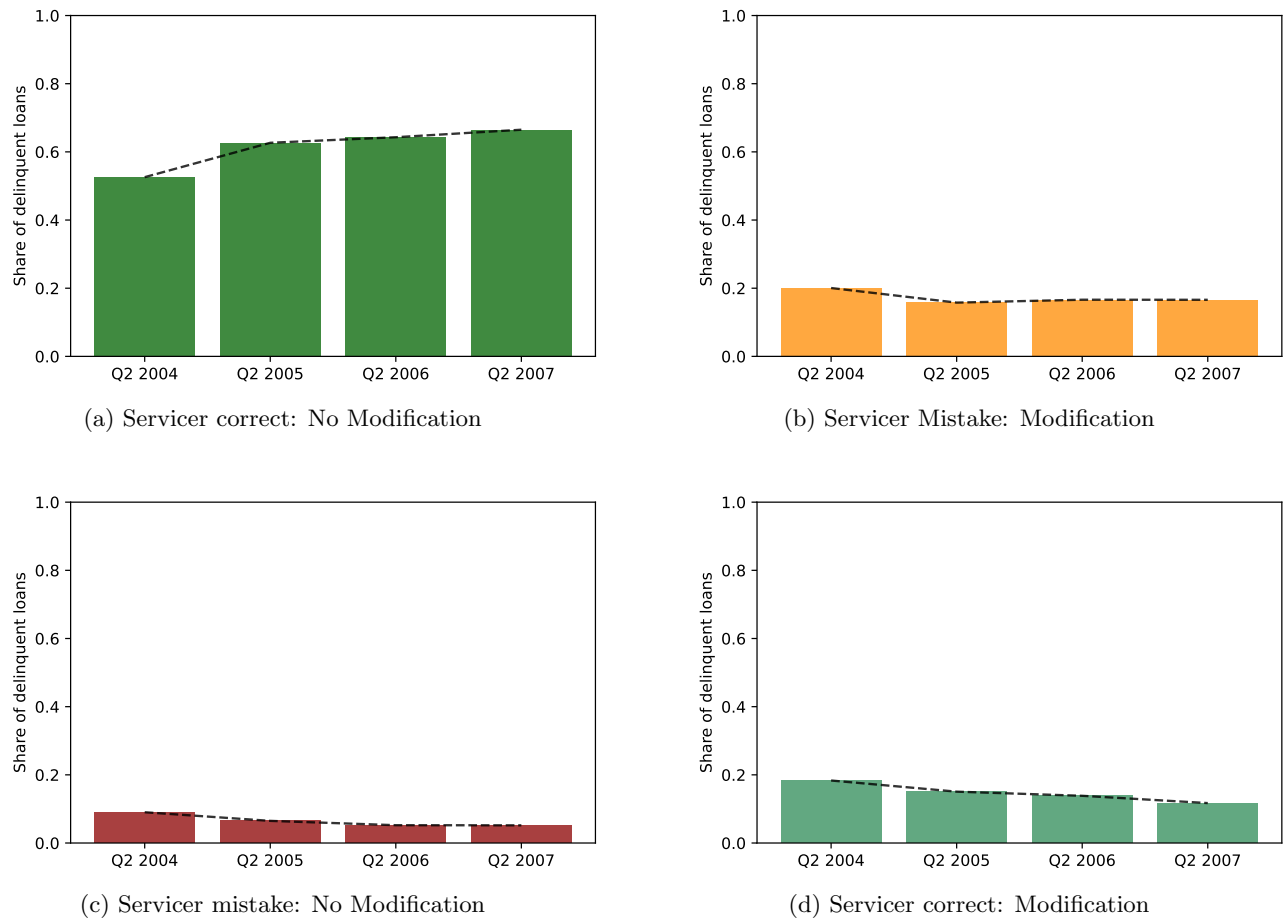 1.0
0.8
0.6
0.4
0.2
0.0
Share of delinquent loans
Q2 2004 Q2 2005 Q2 2006 Q2 2007
(a) Servicer correct: No Modification
1.0
0.8
0.6
0.4
0.2
0.0
Share of delinquent loans
Q2 2004 Q2 2005 Q2 2006 Q2 2007
(b) Servicer Mistake: Modification
1.0
0.8
0.6
0.4
0.2
0.0
Share of delinquent loans
Q2 2004 Q2 2005 Q2 2006 Q2 2007
(c) Servicer mistake: No Modification
1.0
0.8
0.6
0.4
0.2
0.0
Share of delinquent loans
Q2 2004 Q2 2005 Q2 2006 Q2 2007
(d) Servicer correct: Modification